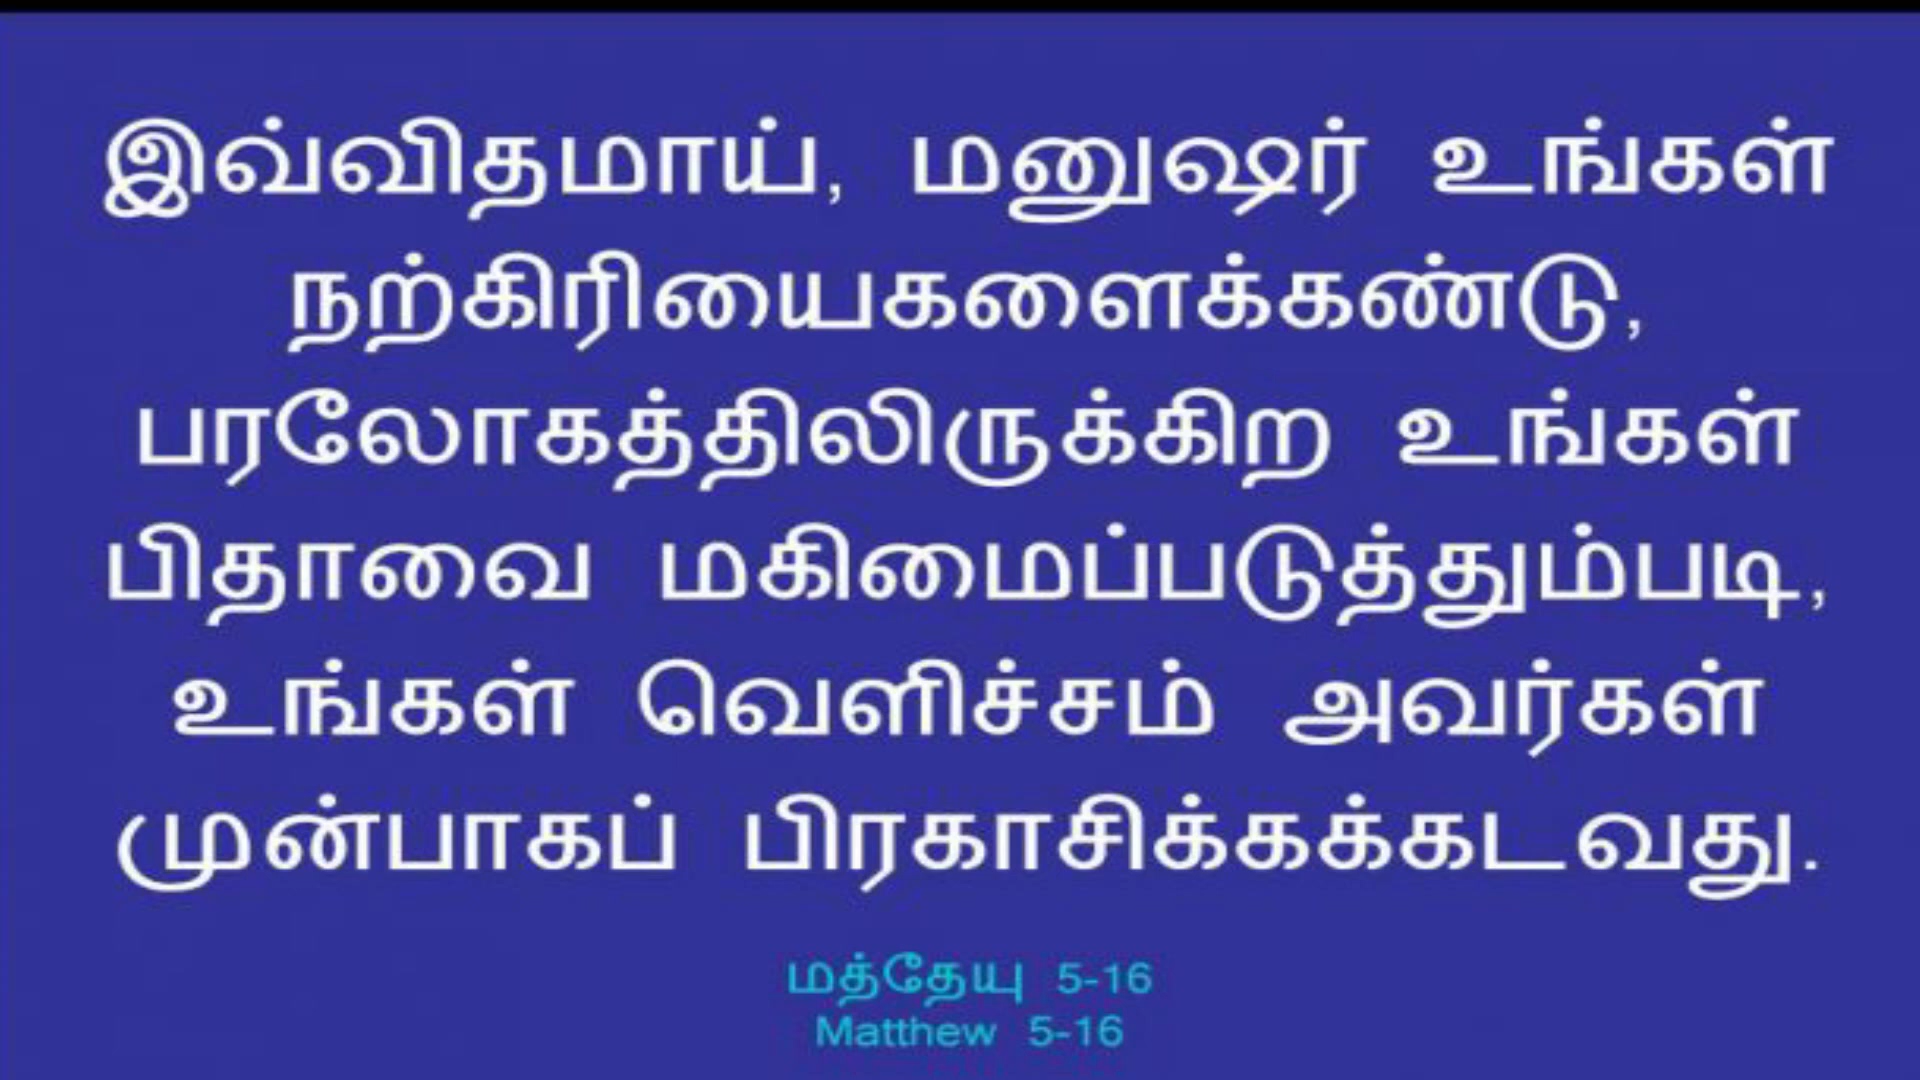 இவ்விதமாய், மனுஷர் உங்கள்
நற்கிரியைகளைக்கண்டு,
பரலோகத்திலிருக்கிற உங்கள்
பிதாவை மகிமைப்படுத்தும்படி,
உங்கள் வெளிச்சம் அவர்கள்
முன்பாகப் பிரகாசிக்கக்கடவது.
மத்தேயு 5-16
Matthew 5-16